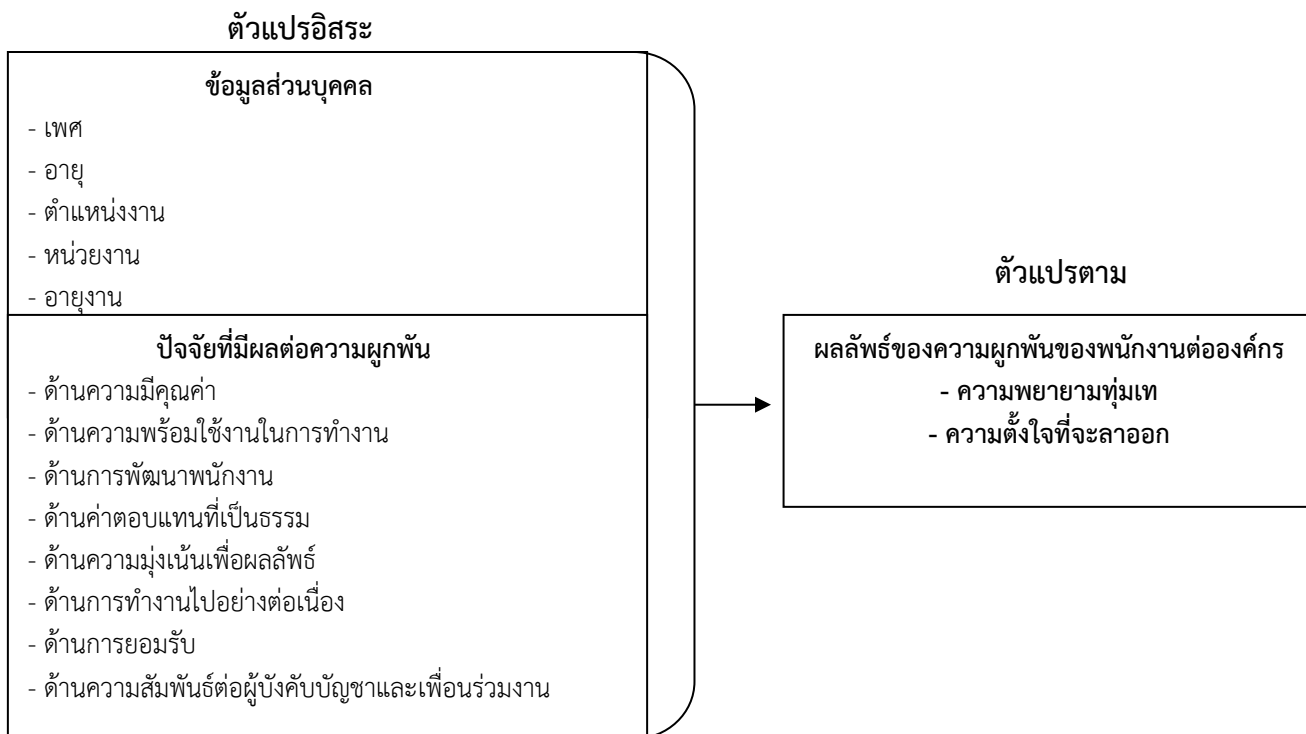 ตัวแปรอิสระ
ข้อมูลส่วนบุคคล
- เพศ
- อายุ
- ตำแหน่งงาน
- หน่วยงาน
- อายุงาน
ปัจจัยที่มีผลต่อความผูกพัน
- ด้านความมีคุณค่า
- ด้านความพร้อมใช้งานในการทำงาน
- ด้านการพัฒนาพนักงาน
- ด้านค่าตอบแทนที่เป็นธรรม
- ด้านความมุ่งเน้นเพื่อผลลัพธ์
- ด้านการทำงานไปอย่างต่อเนื่อง
- ด้านการยอมรับ
- ด้านความสัมพันธ์ต่อผู้บังคับบัญชาและเพื่อนร่วมงาน
ตัวแปรตาม
ผลลัพธ์ของความผูกพันของพนักงานต่อองค์กร
- ความพยายามทุ่มเท
- ความตั้งใจที่จะลาออก